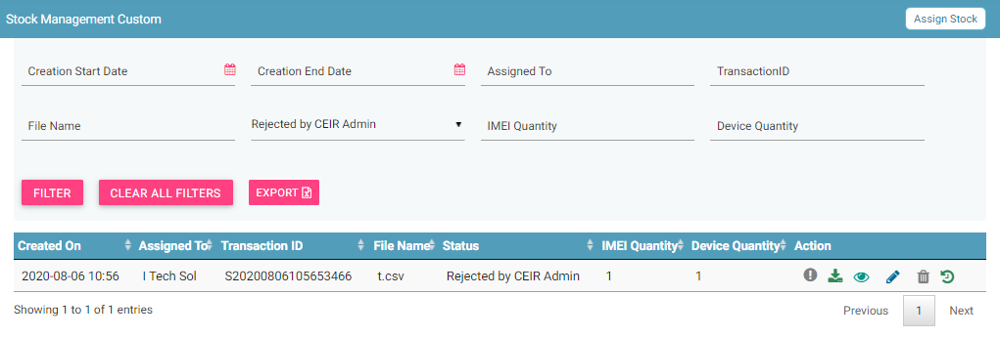 Stock Management Custom Assign Stock
Creation Start Date Creation End Date Assigned To TransactionID
File Name Rejected by CEIR Admin IMEI Quantity Device Quantity
FILTER CLEAR ALL FILTERS EXPORT
Created On Assigned To Transaction ID File Name Status IMEI Quantity Device Quantity Action
2020-08-06 10:56 I Tech Sol S20200806105653466 t.csv Rejected by CEIR Admin 1 1
Showing 1 to 1 of 1 entries Previous 1 Next